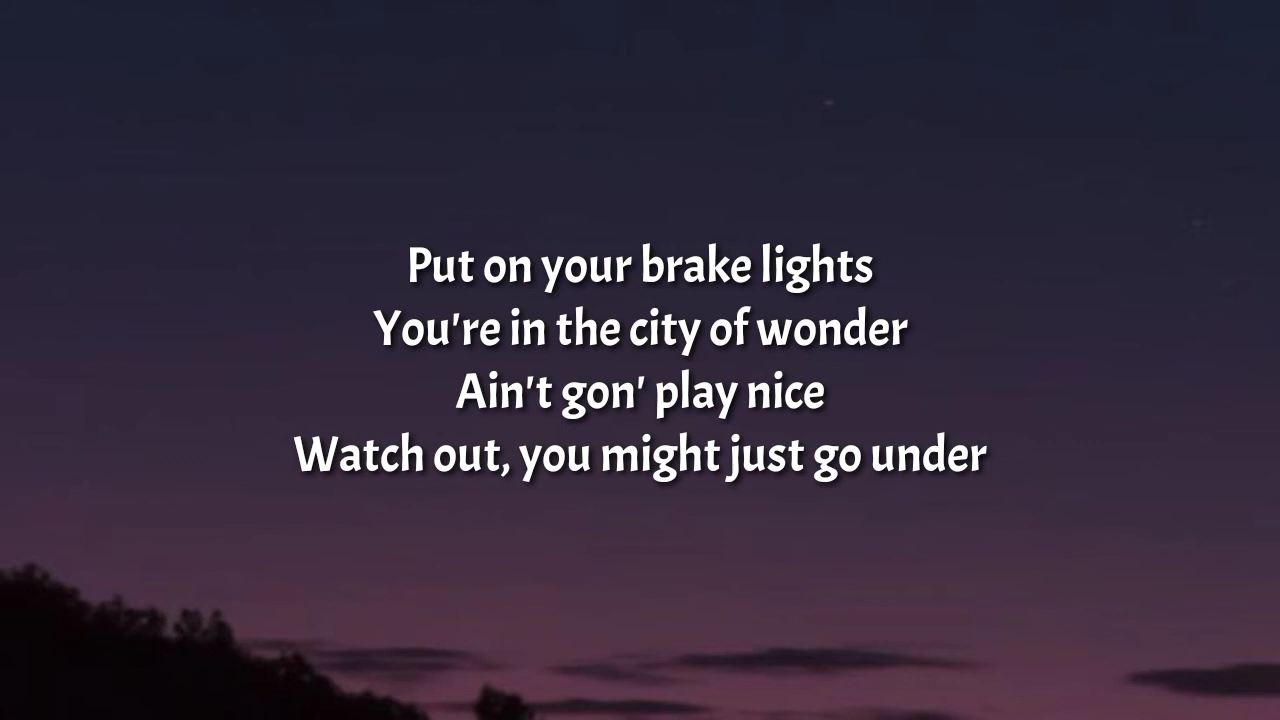 Put on your brake lights
You're in the city of wonder
Ain't gon' play nice
Watch out, you might just go under